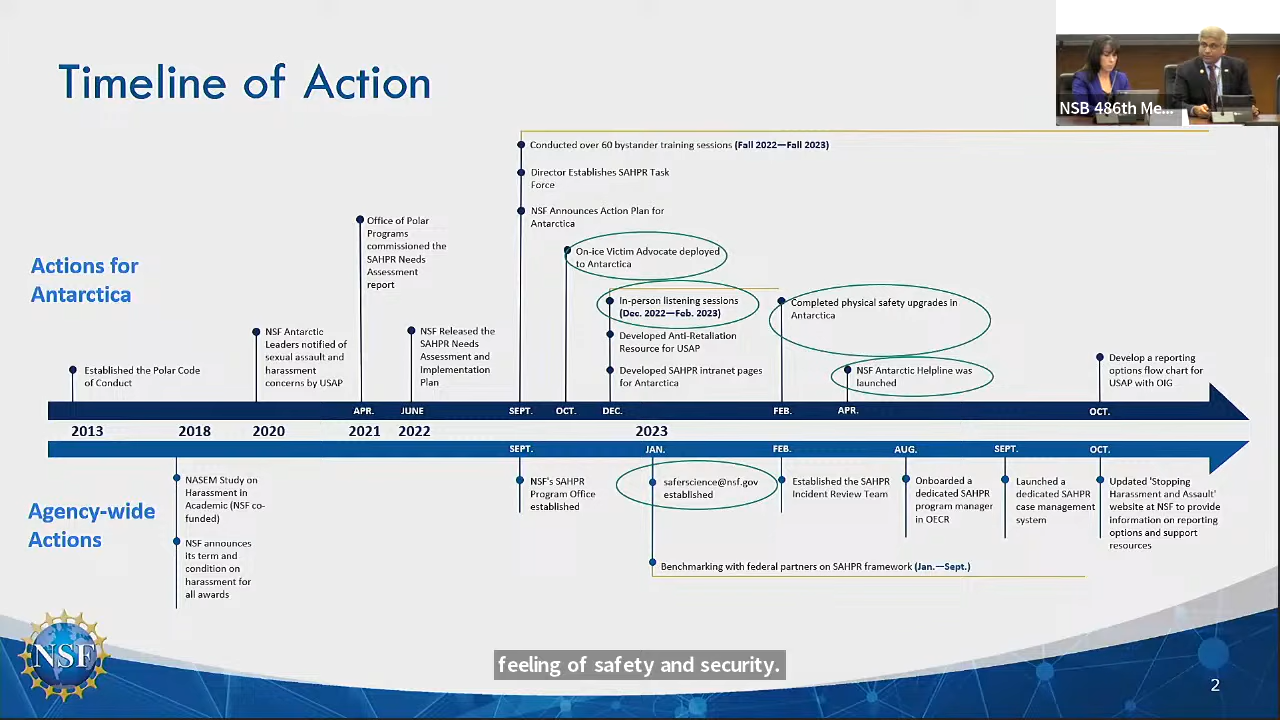 Timeline of Action
NSB 486th Me...
Conducted over 60 bystander training sessions (Fall 2022—Fall 2023)
Director Establishes SAHPR Task
Force
NSF Announces Action Plan for
Antarctica
Office of Polar
Programs
commissioned the
SAHPR Needs
Assessment
report
On-ice Victim Advocate deployed
to Antarctica
Actions for
Antarctica
In-person listening sessions
(Dec. 2022—Feb. 2023)
Completed physical safety upgrades in
Antarctica
NSF Antarctic
Leaders notified of
sexual assault and
harassment
concerns by USAP
NSF Released the
SAHPR Needs
Assessment and
Implementation
Plan
Developed Anti-Retaliation
Resource for USAP
Established the Polar Code
of Conduct
Developed SAHPR intranet pages
for Antarctica
NSF Antarctic Helpline was
launched
Develop a reporting
options flow chart for
USAP with OIG
APR. JUNE SEPT. OCT. DEC. FEB. APR. OCT.
2013 2018 2020 2021 2022 2023
SEPT. JAN. FEB. AUG. SEPT. OCT.
Agency-wide
Actions
NASEM Study on
Harassment in
Academic (NSF co-
funded)
NSF announces
its term and
condition on
harassment for
all awards
NSF's SAHPR
Program Office
established
saferscience@nsf.gov
established
Established the SAHPR
Incident Review Team
Onboarded a
dedicated SAHPR
program manager
in OECR
Launched a
dedicated SAHPR
case management
system
Updated 'Stopping
Harassment and Assault'
website at NSF to provide
information on reporting
options and support
resources
Benchmarking with federal partners on SAHPR framework (Jan.—Sept.)
NSF
feeling of safety and security.
2